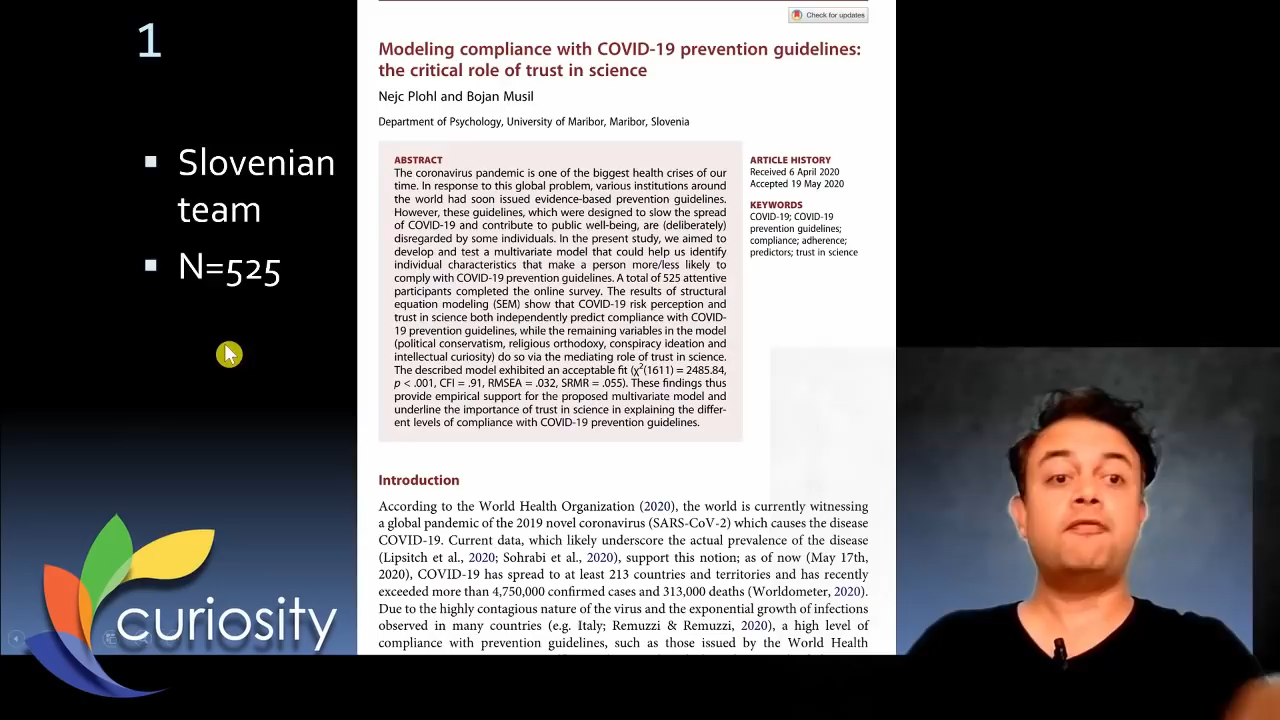 1
▪ Slovenian
team
▪ N=525
curiosity
Check for updates
Modeling compliance with COVID-19 prevention guidelines:
the critical role of trust in science
Nejc Plohl and Bojan Musil
Department of Psychology, University of Maribor, Maribor, Slovenia
ABSTRACT
The coronavirus pandemic is one of the biggest health crises of our
time. In response to this global problem, various institutions around
the world had soon issued evidence-based prevention guidelines.
However, these guidelines, which were designed to slow the spread
of COVID-19 and contribute to public well-being, are (deliberately)
disregarded by some individuals. In the present study, we aimed to
develop and test a multivariate model that could help us identify
individual characteristics that make a person more/less likely to
comply with COVID-19 prevention guidelines. A total of 525 attentive
participants completed the online survey. The results of structural
equation modeling (SEM) show that COVID-19 risk perception and
trust in science both independently predict compliance with COVID-
19 prevention guidelines, while the remaining variables in the model
(political conservatism, religious orthodoxy, conspiracy ideation and
intellectual curiosity) do so via the mediating role of trust in science.
The described model exhibited an acceptable fit (χ²(1611) = 2485.84,
p < .001, CFI = .91, RMSEA = .032, SRMR = .055). These findings thus
provide empirical support for the proposed multivariate model and
underline the importance of trust in science in explaining the differ-
ent levels of compliance with COVID-19 prevention guidelines.
ARTICLE HISTORY
Received 6 April 2020
Accepted 19 May 2020
KEYWORDS
COVID-19; COVID-19
prevention guidelines;
compliance; adherence;
predictors; trust in science
Introduction
According to the World Health Organization (2020), the world is currently witnessing
a global pandemic of the 2019 novel coronavirus (SARS-CoV-2) which causes the disease
COVID-19. Current data, which likely underscore the actual prevalence of the disease
(Lipsitch et al., 2020; Sohrabi et al., 2020), support this notion; as of now (May 17th,
2020), COVID-19 has spread to at least 213 countries and territories and has recently
exceeded more than 4,750,000 confirmed cases and 313,000 deaths (Worldometer, 2020).
Due to the highly contagious nature of the virus and the exponential growth of infections
observed in many countries (e.g. Italy; Remuzzi & Remuzzi, 2020), a high level of
compliance with prevention guidelines, such as those issued by the World Health